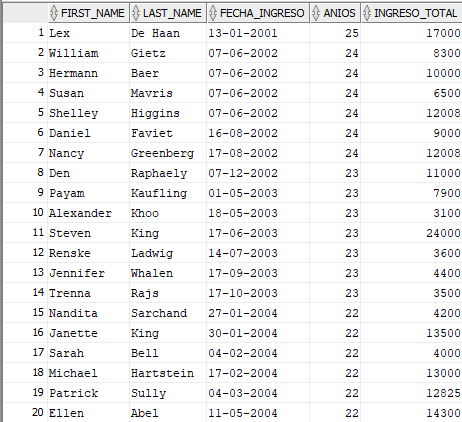 FIRST_NAME LAST_NAME FECHA_INGRESO ANIOS INGRESO_TOTAL
1 Lex De Haan 13-01-2001 25 17000
2 William Gietz 07-06-2002 24 8300
3 Hermann Baer 07-06-2002 24 10000
4 Susan Mavris 07-06-2002 24 6500
5 Shelley Higgins 07-06-2002 24 12008
6 Daniel Faviet 16-08-2002 24 9000
7 Nancy Greenberg 17-08-2002 24 12008
8 Den Raphaely 07-12-2002 23 11000
9 Payam Kaufling 01-05-2003 23 7900
10 Alexander Khoo 18-05-2003 23 3100
11 Steven King 17-06-2003 23 24000
12 Renske Ladwig 14-07-2003 23 3600
13 Jennifer Whalen 17-09-2003 23 4400
14 Trenna Rajs 17-10-2003 23 3500
15 Nandita Sarchand 27-01-2004 22 4200
16 Janette King 30-01-2004 22 13500
17 Sarah Bell 04-02-2004 22 4000
18 Michael Hartstein 17-02-2004 22 13000
19 Patrick Sully 04-03-2004 22 12825
20 Ellen Abel 11-05-2004 22 14300